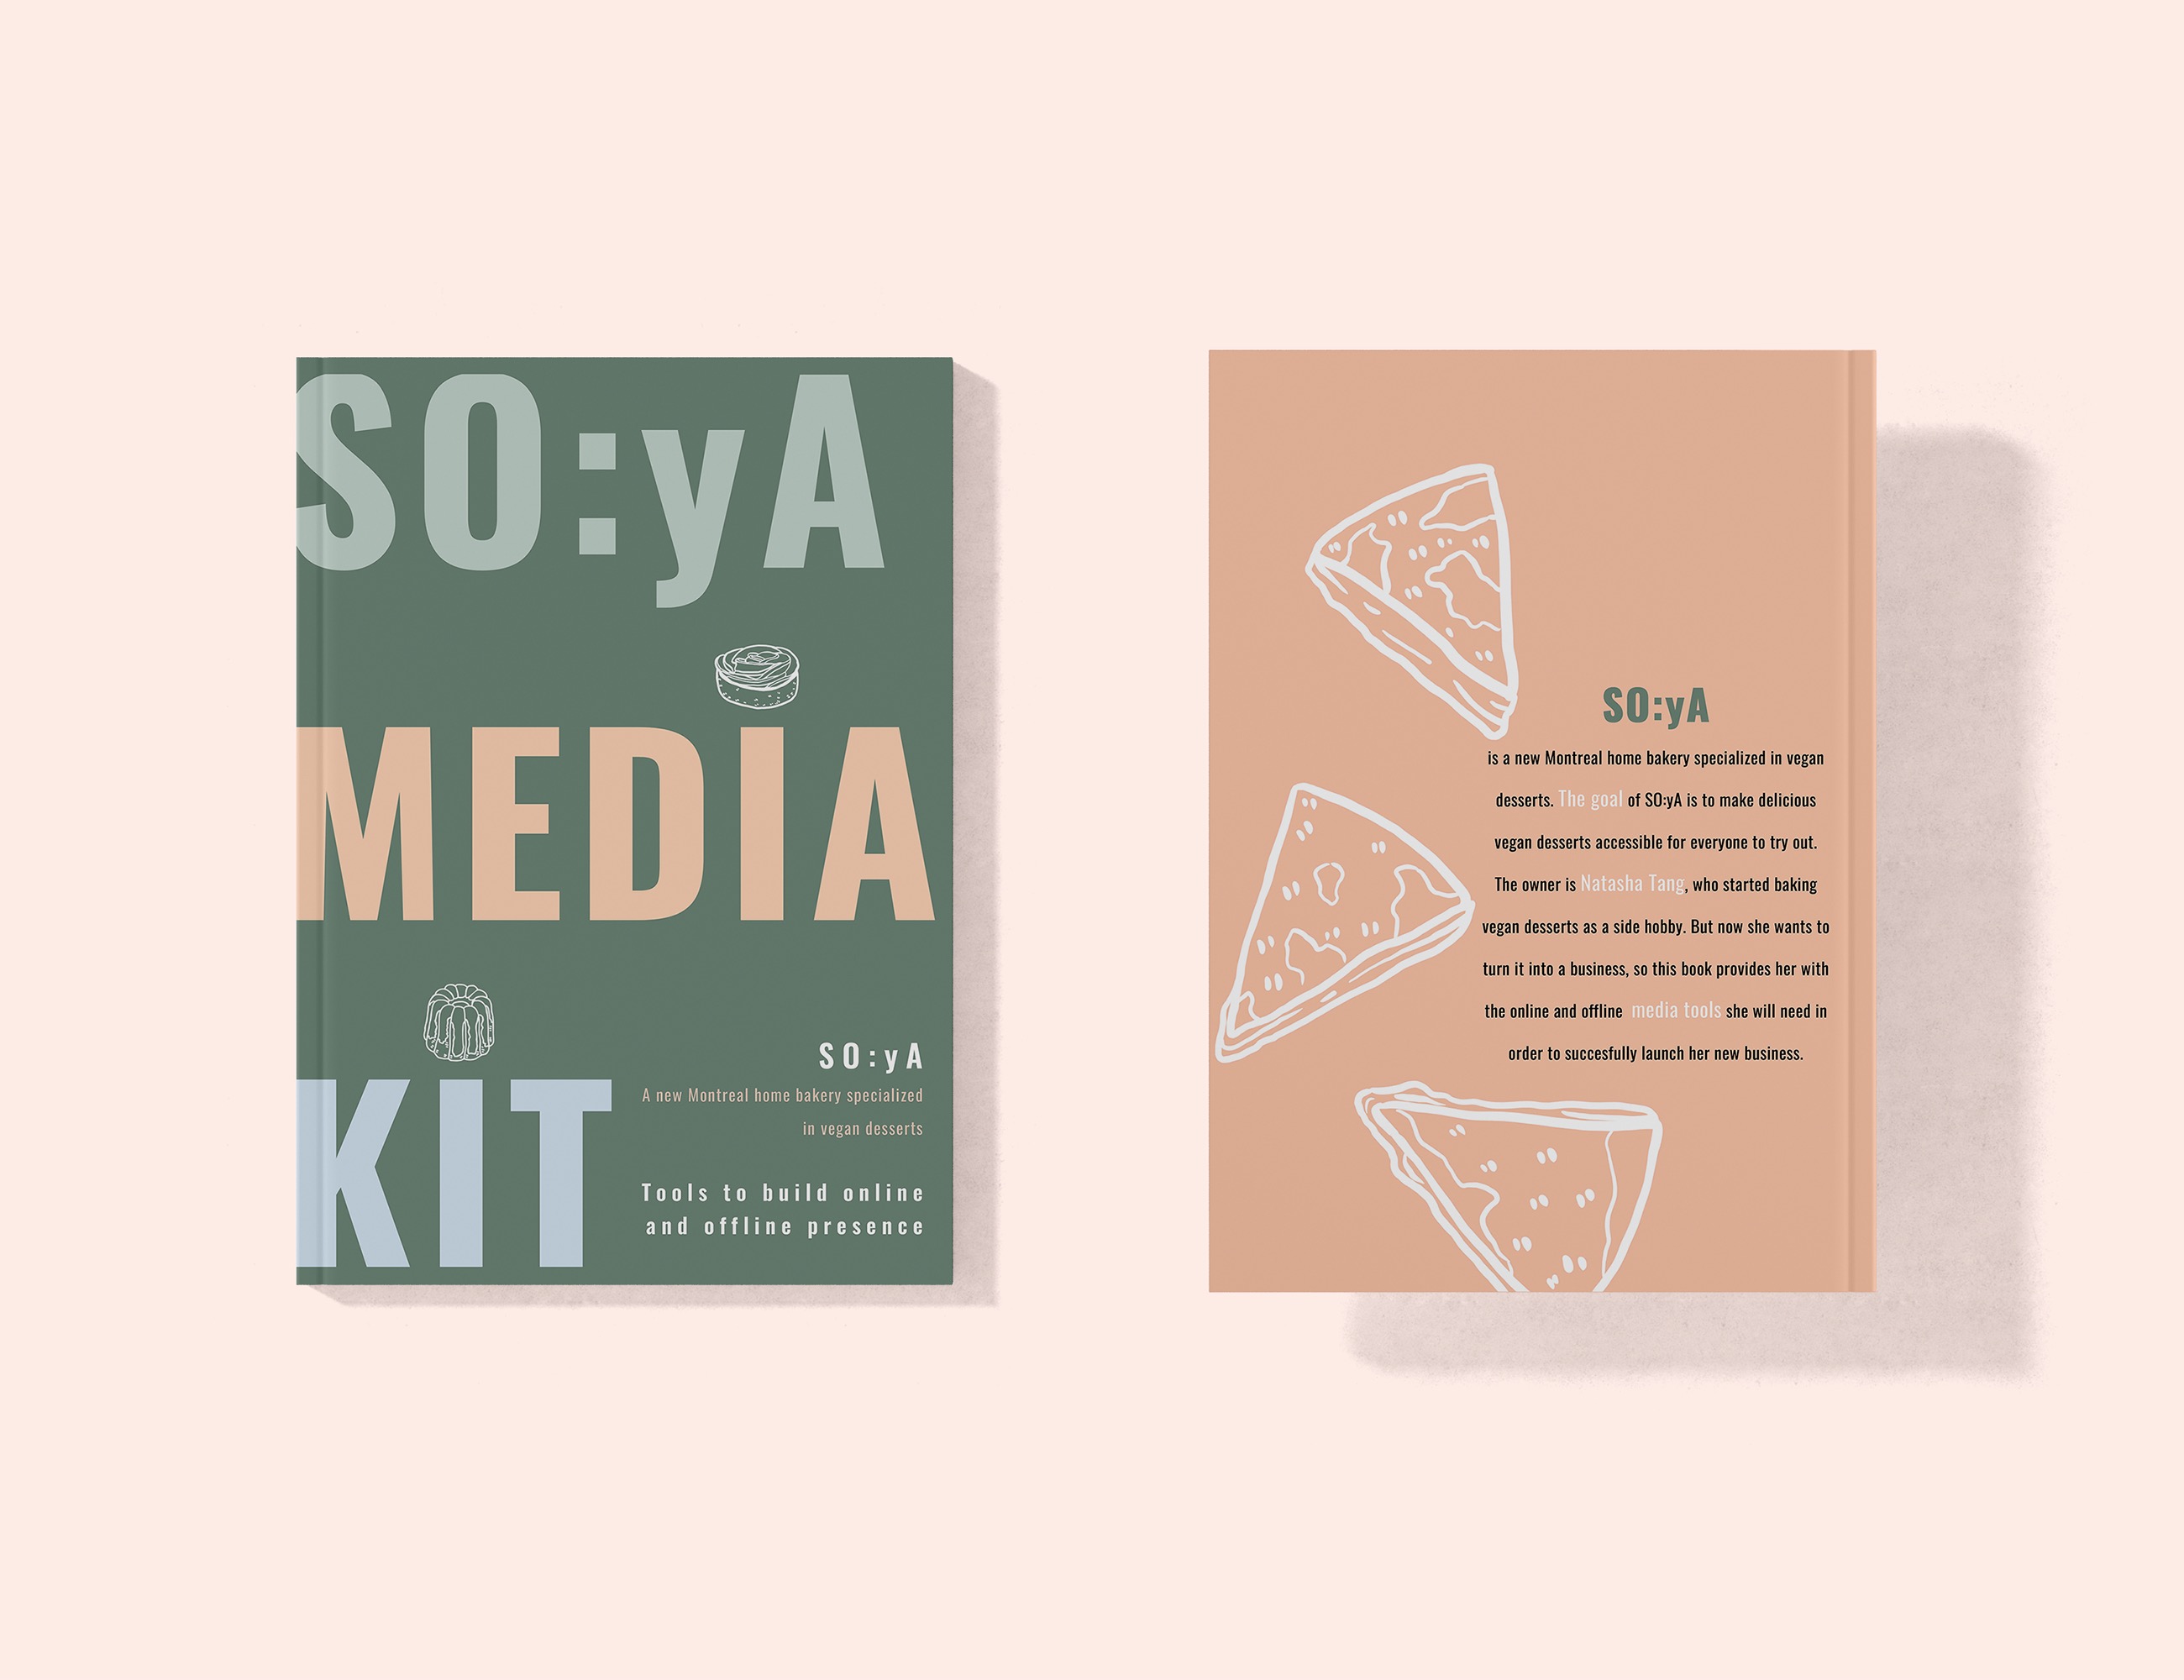 SO:yA
MEDIA
KIT
SO:yA
A new Montreal home bakery specialized
in vegan desserts
Tools to build online
and offline presence
SO:yA
is a new Montreal home bakery specialized in vegan
desserts. The goal of SO:yA is to make delicious
vegan desserts accessible for everyone to try out.
The owner is Natasha Tang, who started baking
vegan desserts as a side hobby. But now she wants to
turn it into a business, so this book provides her with
the online and offline media tools she will need in
order to succesfully launch her new business.